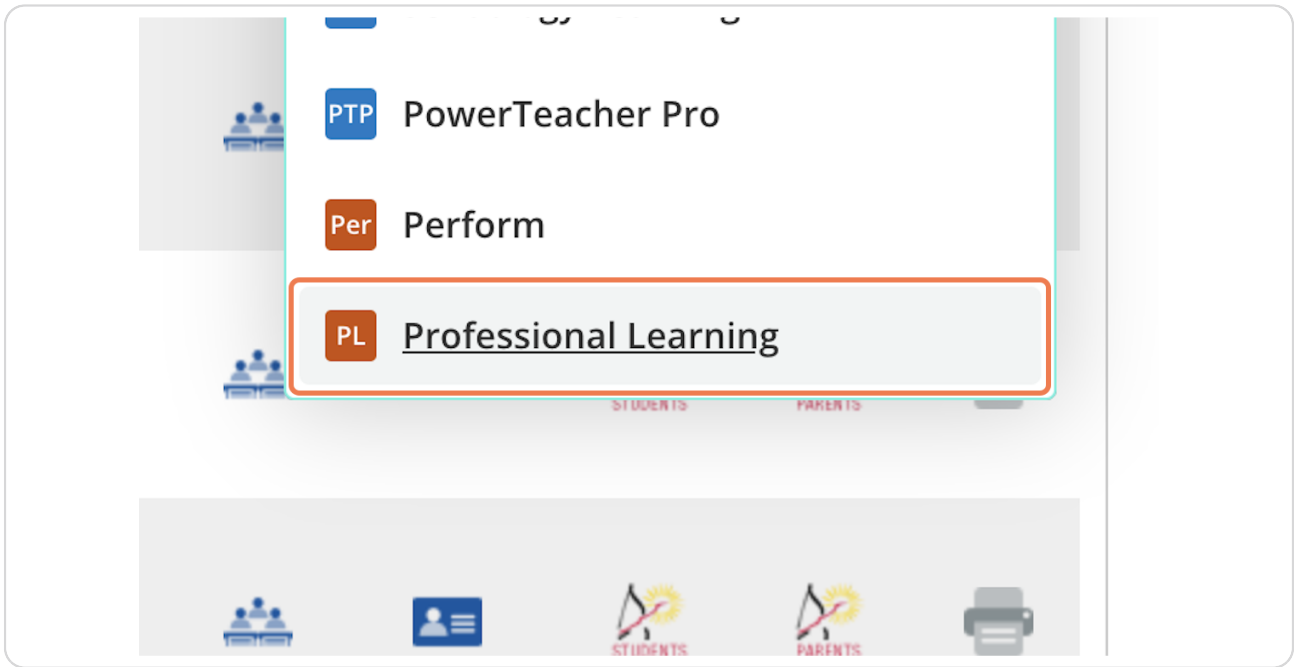 PTP PowerTeacher Pro
Per Perform
PL Professional Learning
STUDENTS PARENTS
STUDENTS PARENTS